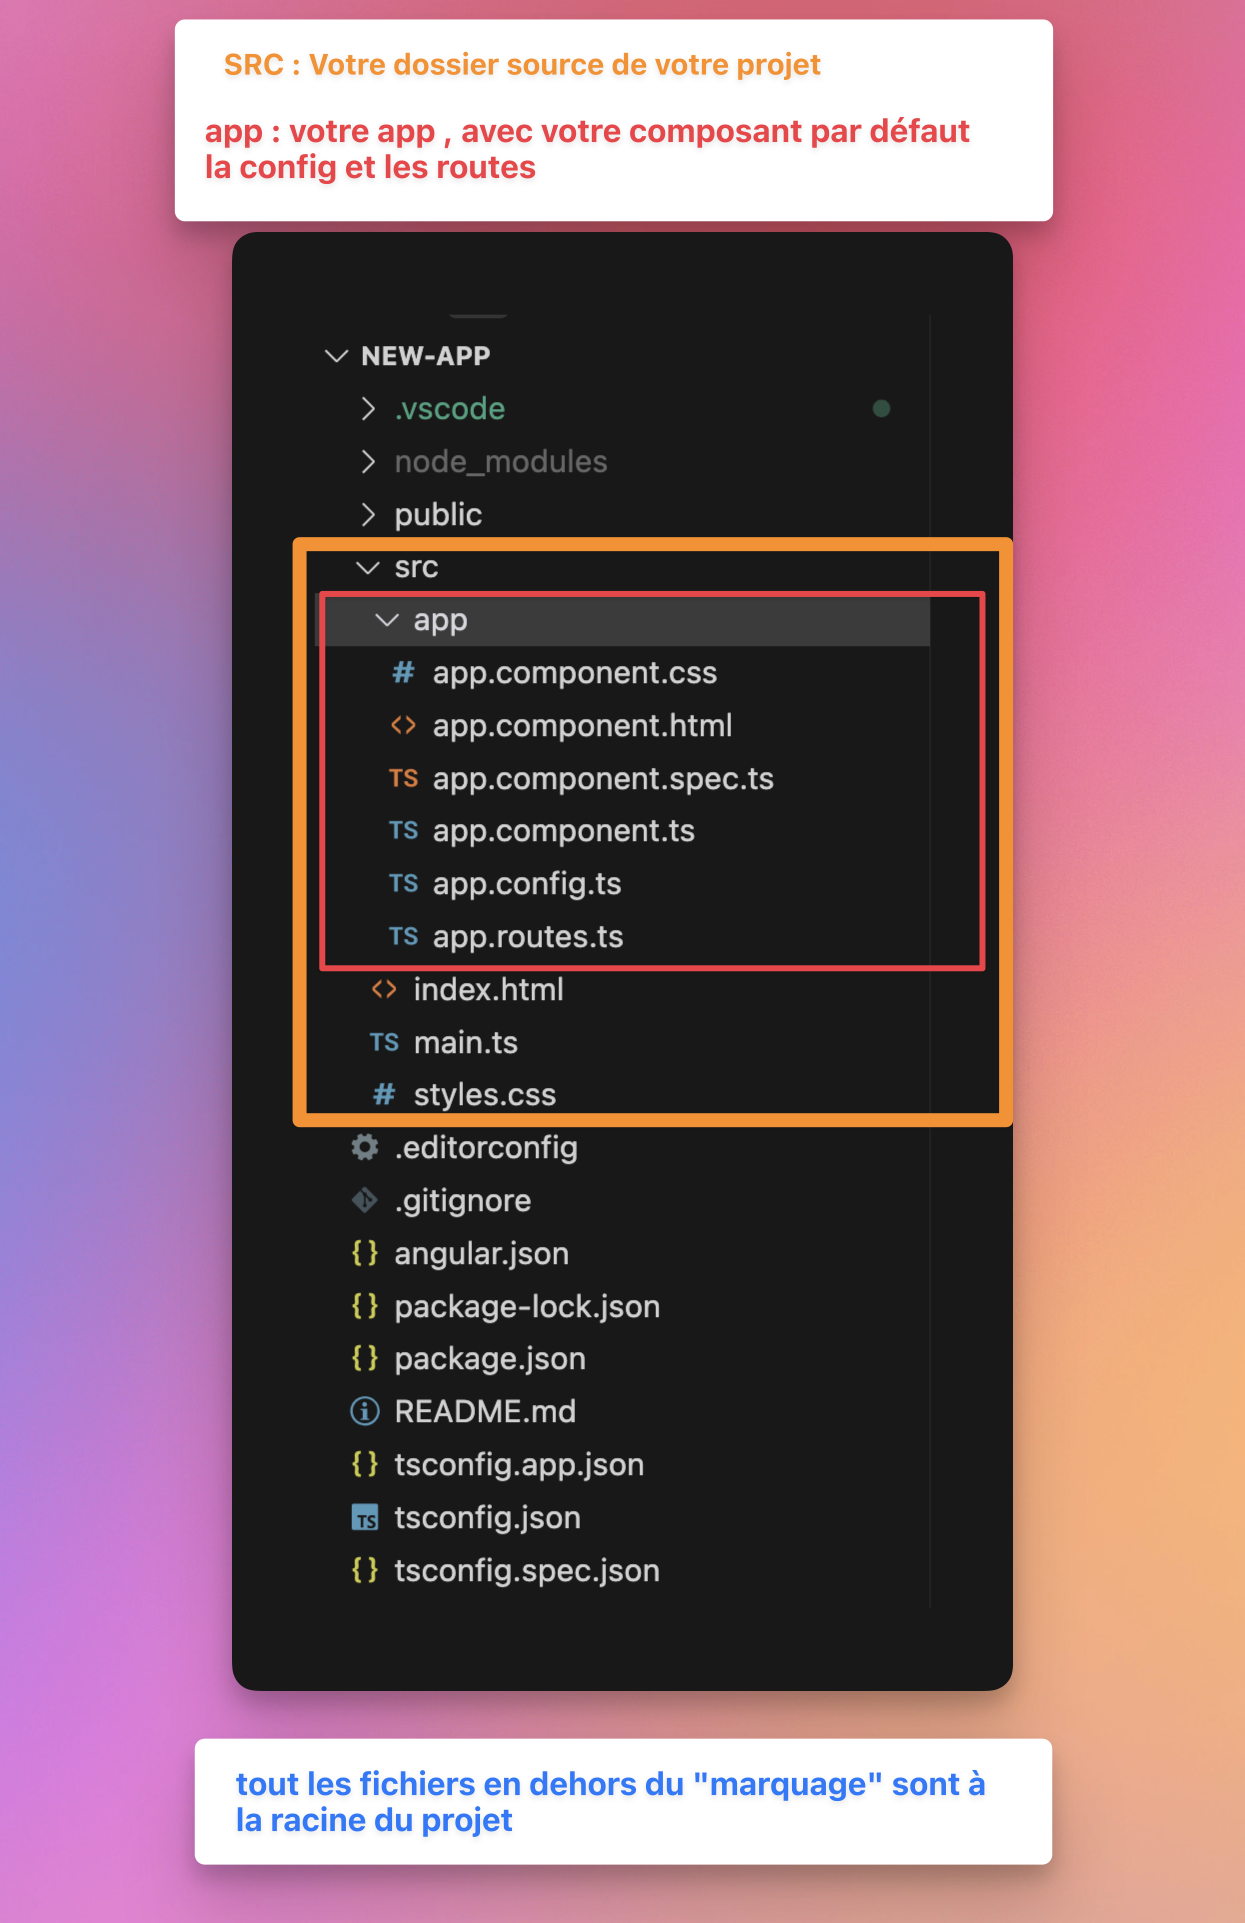 SRC : Votre dossier source de votre projet
app : votre app , avec votre composant par défaut
la config et les routes
NEW-APP
.vscode
node_modules
public
src
app
# app.component.css
<> app.component.html
TS app.component.spec.ts
TS app.component.ts
TS app.config.ts
TS app.routes.ts
<> index.html
TS main.ts
# styles.css
.editorconfig
.gitignore
{} angular.json
{} package-lock.json
{} package.json
README.md
{} tsconfig.app.json
TS tsconfig.json
{} tsconfig.spec.json
tout les fichiers en dehors du "marquage" sont à
la racine du projet